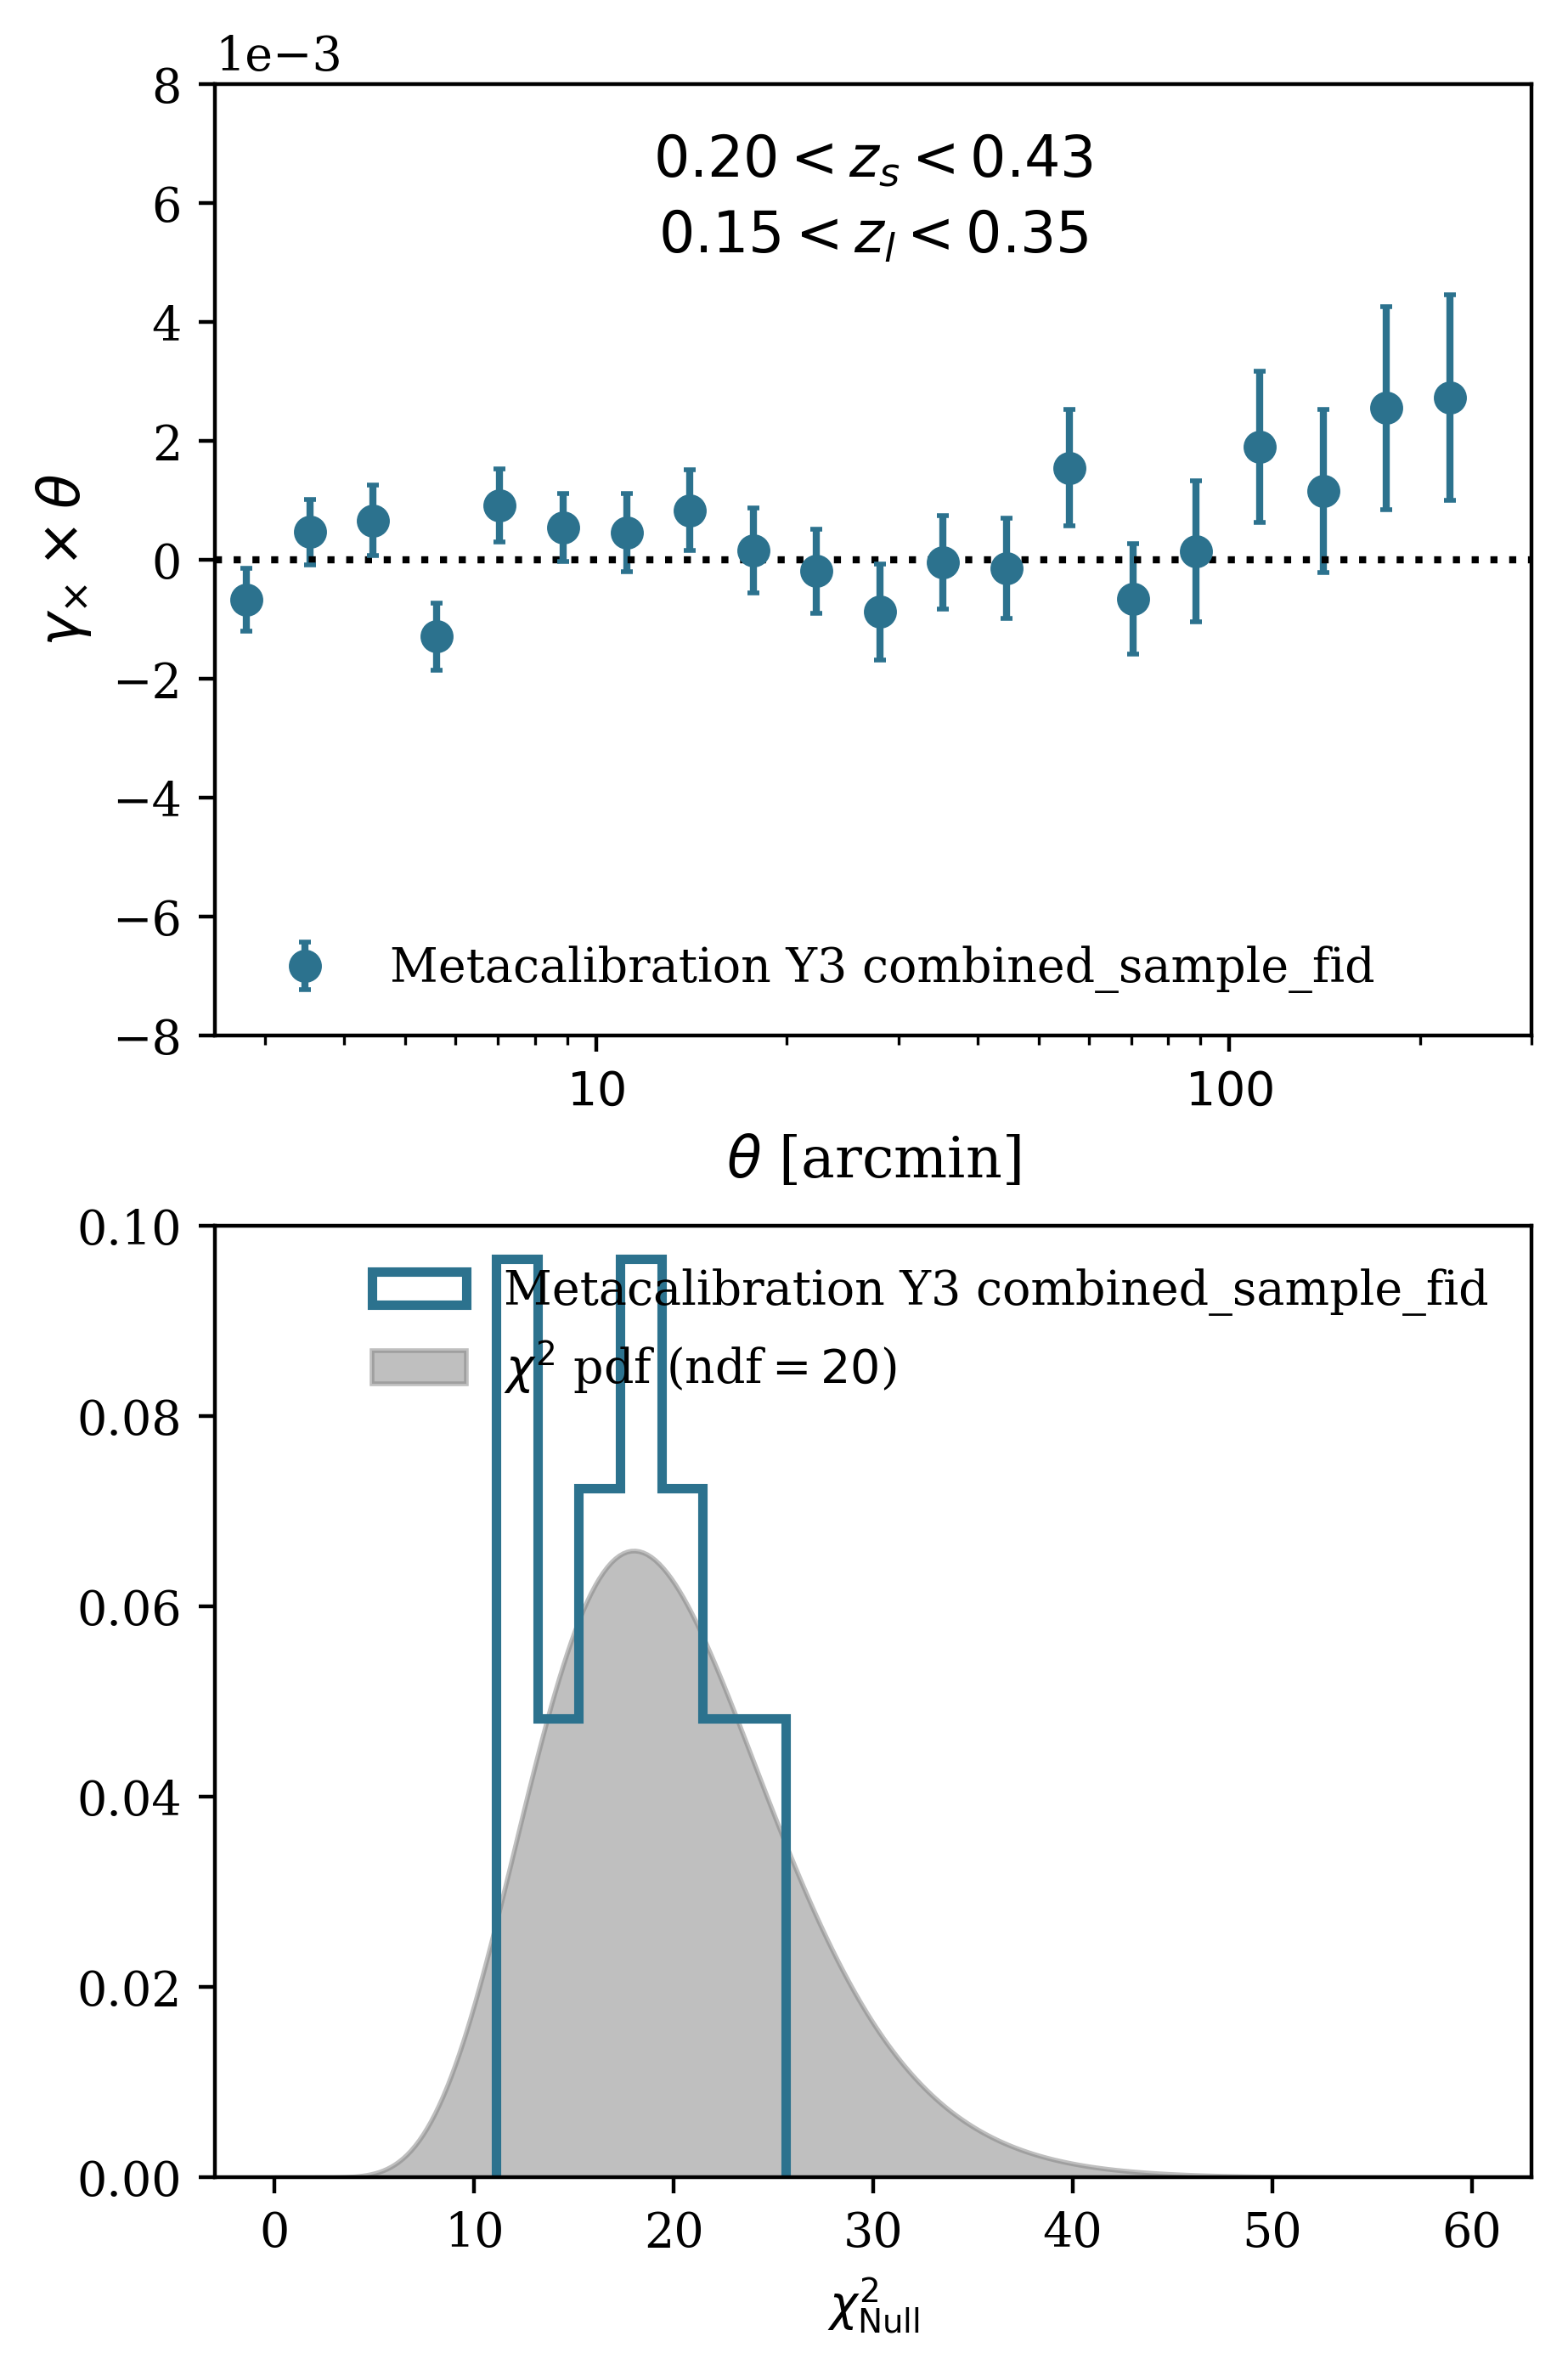 1e−3
8
6
4
2
0
−2
−4
−6
−8
γ× × θ
0.20 < z_s < 0.43
0.15 < z_l < 0.35
Metacalibration Y3 combined_sample_fid
10 100
θ [arcmin]
0.10
0.08
0.06
0.04
0.02
0.00
Metacalibration Y3 combined_sample_fid
χ² pdf (ndf = 20)
0 10 20 30 40 50 60
χ²_Null